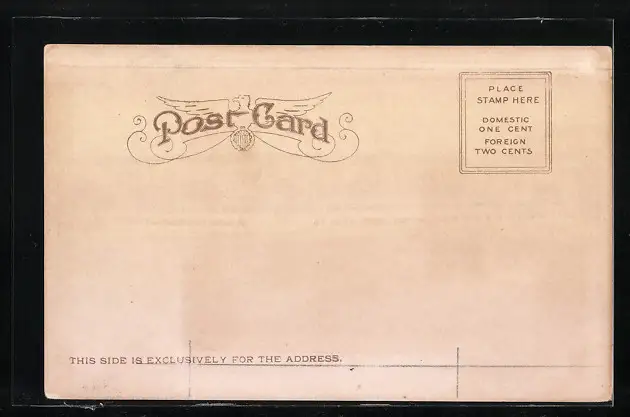 Post Card
PLACE
STAMP HERE
DOMESTIC
ONE CENT
FOREIGN
TWO CENTS
THIS SIDE IS EXCLUSIVELY FOR THE ADDRESS.